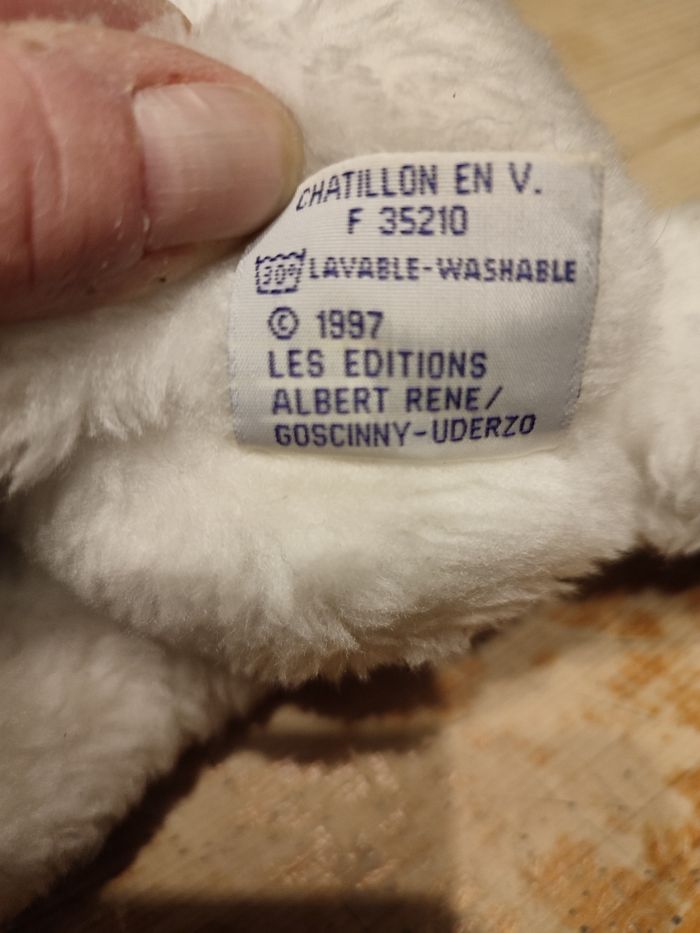 CHATILLON EN V.
F 35210
30° LAVABLE-WASHABLE
© 1997
LES EDITIONS
ALBERT RENE/
GOSCINNY-UDERZO